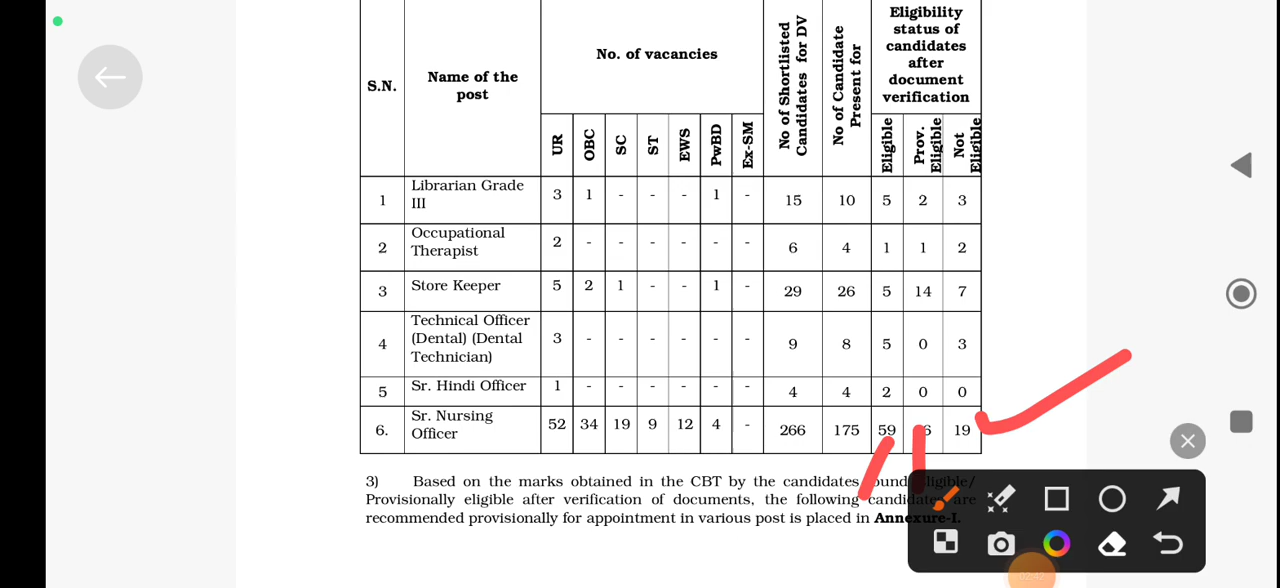 S.N.
Name of the
post
No. of vacancies
No of Shortlisted
Candidates for DV
No of Candidate
Present for
Eligibility
status of
candidates
after
document
verification
UR OBC SC ST EWS PwBD Ex-SM
Eligible
Prov.
Eligible
Not
Eligible
1 Librarian Grade
III 3 1 - - - 1 - 15 10 5 2 3
2 Occupational
Therapist 2 - - - - - - 6 4 1 1 2
3 Store Keeper 5 2 1 - - 1 - 29 26 5 14 7
4 Technical Officer
(Dental) (Dental
Technician) 3 - - - - - - 9 8 5 0 3
5 Sr. Hindi Officer 1 - - - - - - 4 4 2 0 0
6. Sr. Nursing
Officer 52 34 19 9 12 4 - 266 175 59 19
3) Based on the marks obtained in the CBT by the candidates found Eligible/
Provisionally eligible after verification of documents, the following candidates are
recommended provisionally for appointment in various post is placed in Annexure-I.
02:42